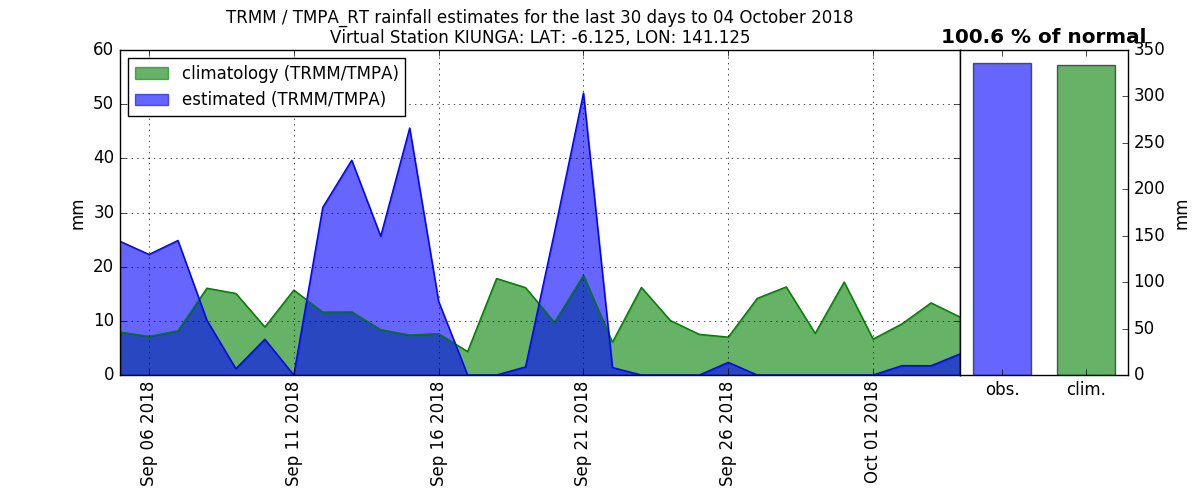 TRMM / TMPA_RT rainfall estimates for the last 30 days to 04 October 2018
Virtual Station KIUNGA: LAT: -6.125, LON: 141.125
100.6 % of normal
climatology (TRMM/TMPA)
estimated (TRMM/TMPA)
mm
60
50
40
30
20
10
0
Sep 06 2018
Sep 11 2018
Sep 16 2018
Sep 21 2018
Sep 26 2018
Oct 01 2018
obs.
clim.
350
300
250
200
150
100
50
0
mm